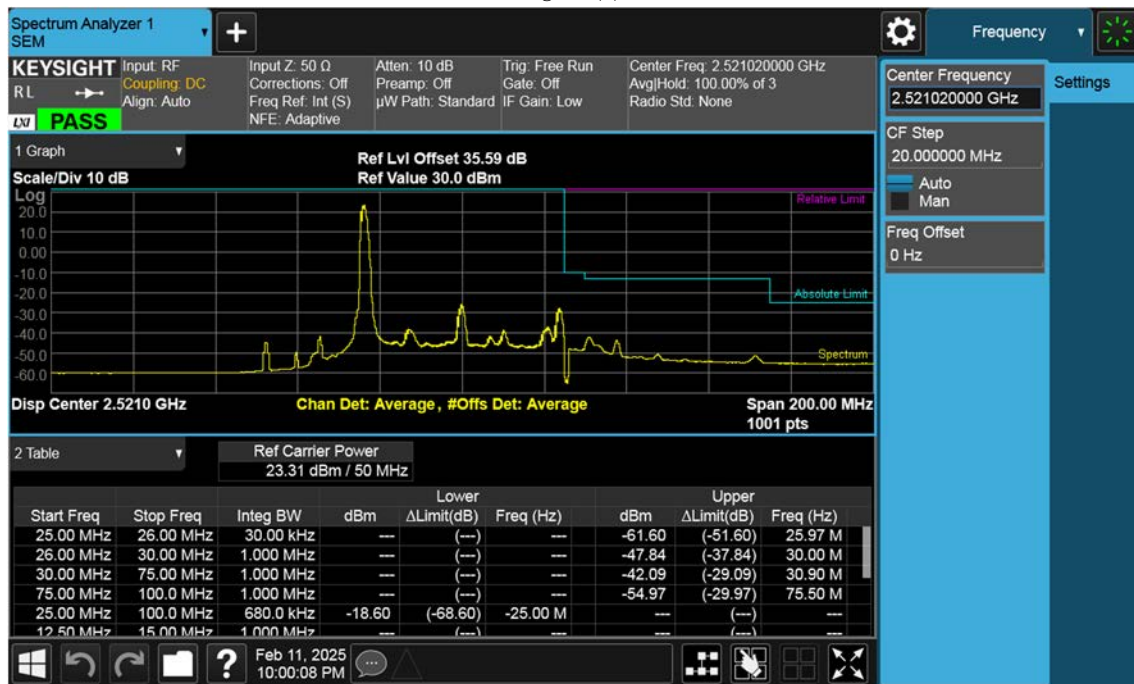 Spectrum Analyzer 1
SEM
+
Frequency
KEYSIGHT
RL
LXI
PASS
Input: RF
Coupling: DC
Align: Auto
Input Z: 50 Ω
Corrections: Off
Freq Ref: Int (S)
NFE: Adaptive
Atten: 10 dB
Preamp: Off
µW Path: Standard
Trig: Free Run
Gate: Off
IF Gain: Low
Center Freq: 2.521020000 GHz
Avg|Hold: 100.00% of 3
Radio Std: None
Center Frequency
2.521020000 GHz
Settings
CF Step
20.000000 MHz
Auto
Man
Freq Offset
0 Hz
1 Graph
Ref Lvl Offset 35.59 dB
Scale/Div 10 dB
Ref Value 30.0 dBm
Log
Relative Limit
20.0
10.0
0.00
-10.0
-20.0
Absolute Limit
-30.0
-40.0
-50.0
Spectrum
-60.0
Disp Center 2.5210 GHz
Chan Det: Average, #Offs Det: Average
Span 200.00 MHz
1001 pts
2 Table
Ref Carrier Power
23.31 dBm / 50 MHz
Lower Upper
Start Freq Stop Freq Integ BW dBm ΔLimit(dB) Freq (Hz) dBm ΔLimit(dB) Freq (Hz)
25.00 MHz 26.00 MHz 30.00 kHz --- (---) --- -61.60 (-51.60) 25.97 M
26.00 MHz 30.00 MHz 1.000 MHz --- (---) --- -47.84 (-37.84) 30.00 M
30.00 MHz 75.00 MHz 1.000 MHz --- (---) --- -42.09 (-29.09) 30.90 M
75.00 MHz 100.0 MHz 1.000 MHz --- (---) --- -54.97 (-29.97) 75.50 M
25.00 MHz 100.0 MHz 680.0 kHz -18.60 (-68.60) -25.00 M --- (---) ---
12.50 MHz 15.00 MHz 1.000 MHz --- (---) --- --- (---) ---
?
Feb 11, 2025
10:00:08 PM